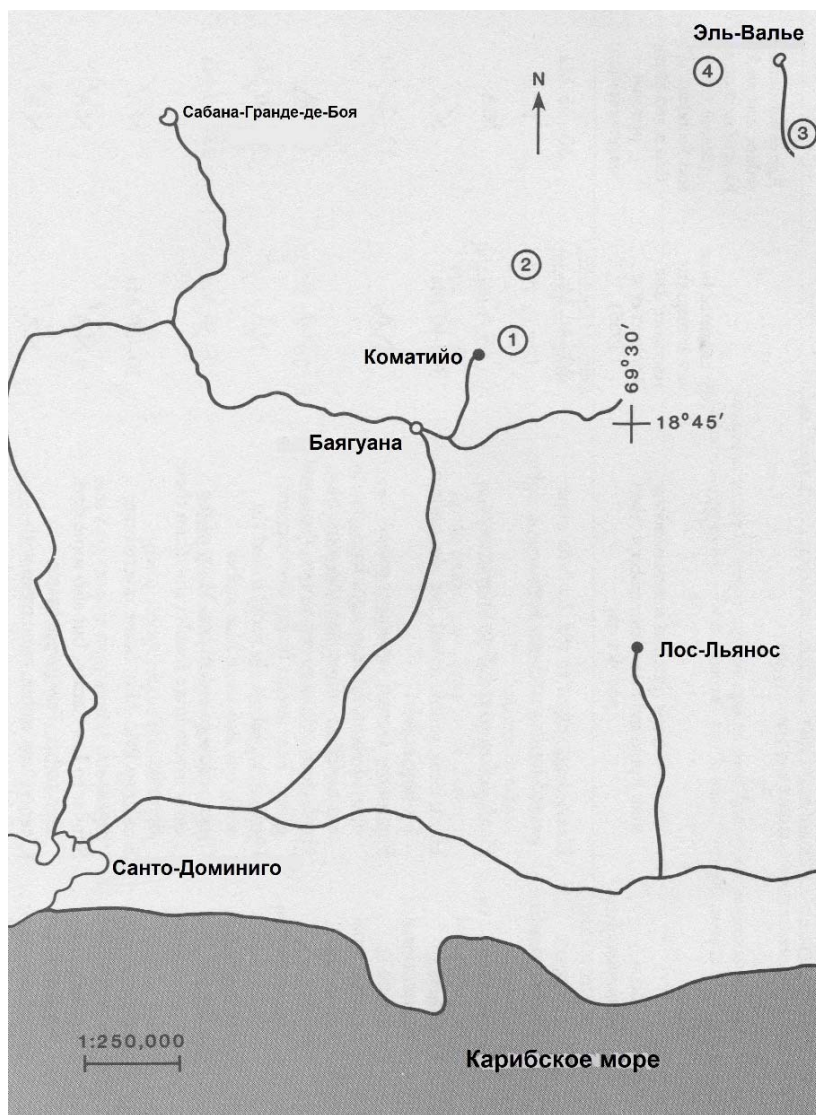 Эль-Валье
4
N
3
Сабана-Гранде-де-Боя
2
1
Коматийо
69°30′
18°45′
Баягуана
Лос-Льянос
Санто-Доминиго
1:250,000
Карибское море